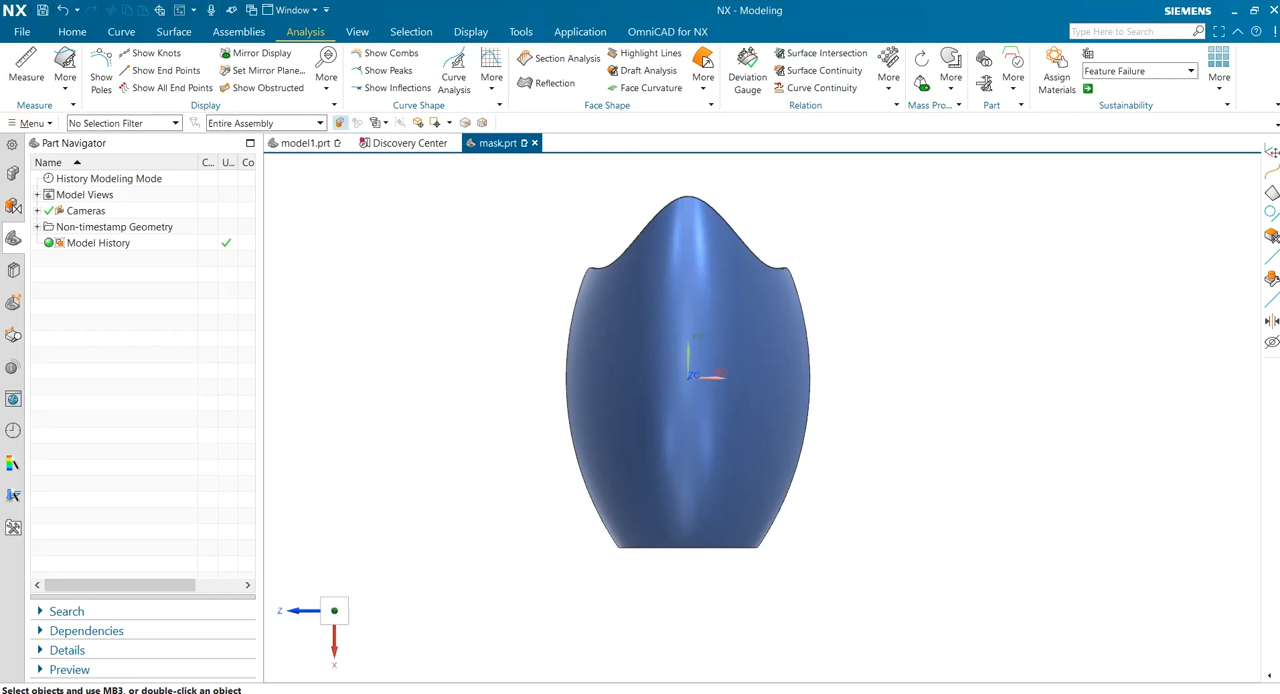 NX
Window
NX - Modeling
SIEMENS
File Home Curve Surface Assemblies Analysis View Selection Display Tools Application OmniCAD for NX
Type Here to Search
Measure
More
Measure
Show Poles
Show Knots
Show End Points
Show All End Points
Mirror Display
Set Mirror Plane...
Show Obstructed
More
Display
Show Combs
Show Peaks
Show Inflections
Curve Analysis
More
Curve Shape
Section Analysis
Reflection
Highlight Lines
Draft Analysis
Face Curvature
More
Face Shape
Deviation Gauge
Surface Intersection
Surface Continuity
Curve Continuity
More
Relation
More
Mass Pro...
More
Part
Assign Materials
Feature Failure
More
Sustainability
Menu
No Selection Filter
Entire Assembly
Part Navigator
model1.prt
Discovery Center
mask.prt
Name C... U... Co
History Modeling Mode
Model Views
Cameras
Non-timestamp Geometry
Model History
Search
Dependencies
Details
Preview
ZC
Z
X
Select objects and use MB3, or double-click an object